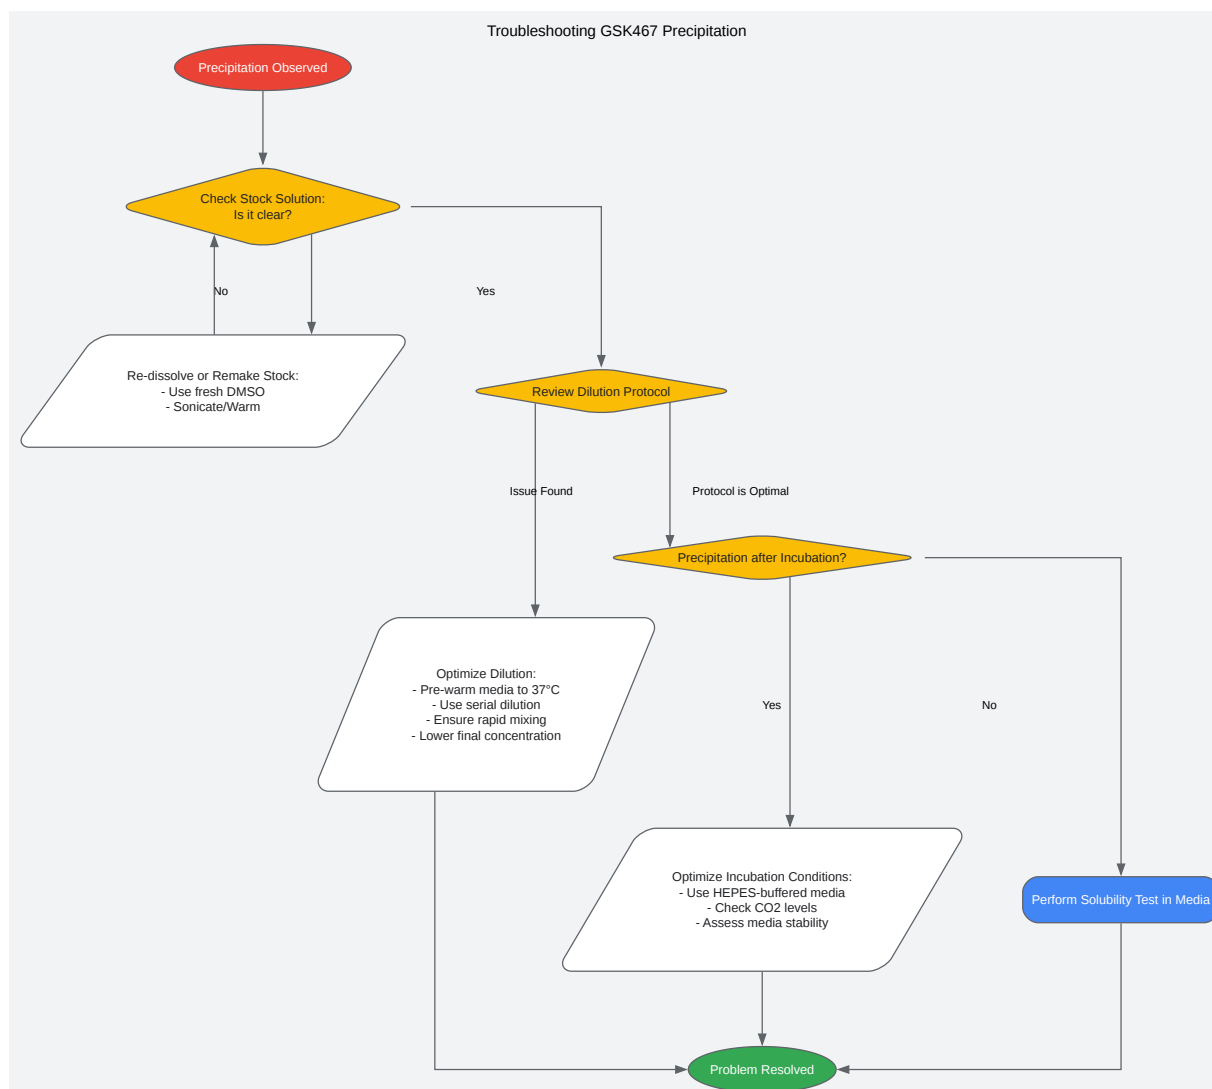 Troubleshooting GSK467 Precipitation
Precipitation Observed
Check Stock Solution:
Is it clear?
No
Yes
Re-dissolve or Remake Stock:
- Use fresh DMSO
- Sonicate/Warm
Review Dilution Protocol
Issue Found
Protocol is Optimal
Precipitation after Incubation?
Optimize Dilution:
- Pre-warm media to 37°C
- Use serial dilution
- Ensure rapid mixing
- Lower final concentration
Yes
No
Optimize Incubation Conditions:
- Use HEPES-buffered media
- Check CO2 levels
- Assess media stability
Perform Solubility Test in Media
Problem Resolved